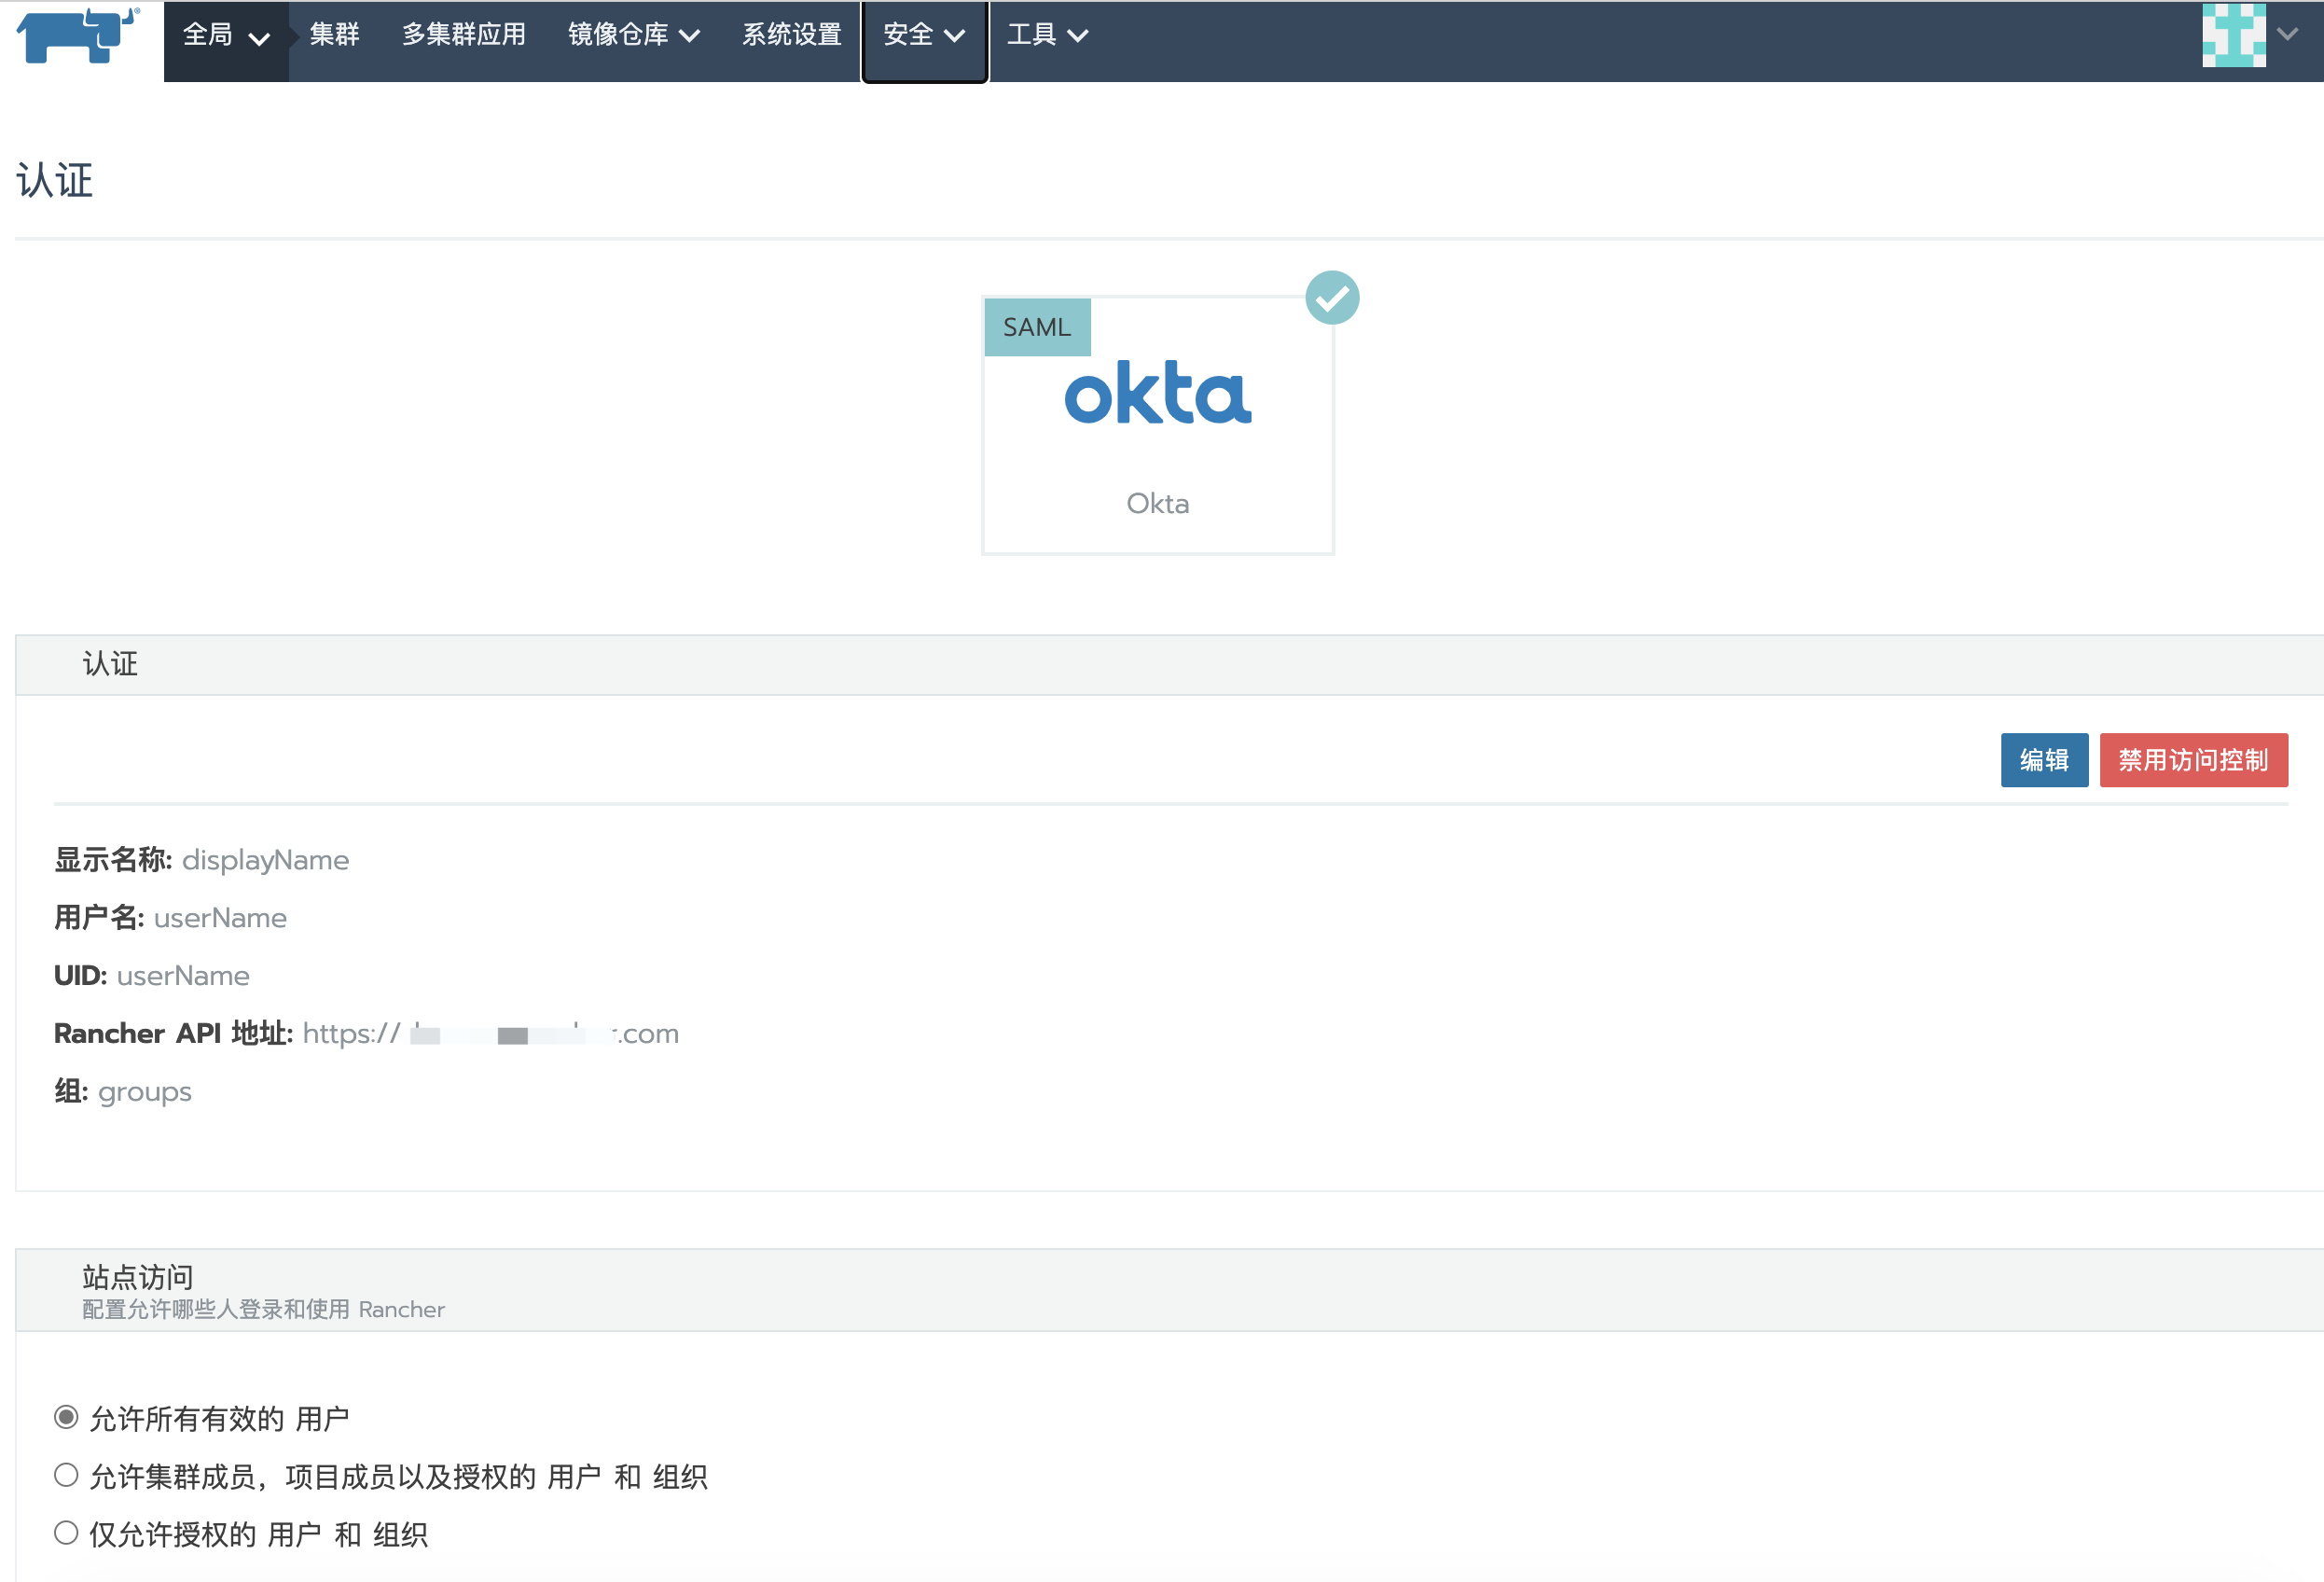 全局 集群 多集群应用 镜像仓库 系统设置 安全 工具
认证
SAML
okta
Okta
认证
编辑 禁用访问控制
显示名称: displayName
用户名: userName
UID: userName
Rancher API 地址: https:// .com
组: groups
站点访问
配置允许哪些人登录和使用 Rancher
允许所有有效的 用户
允许集群成员，项目成员以及授权的 用户 和 组织
仅允许授权的 用户 和 组织